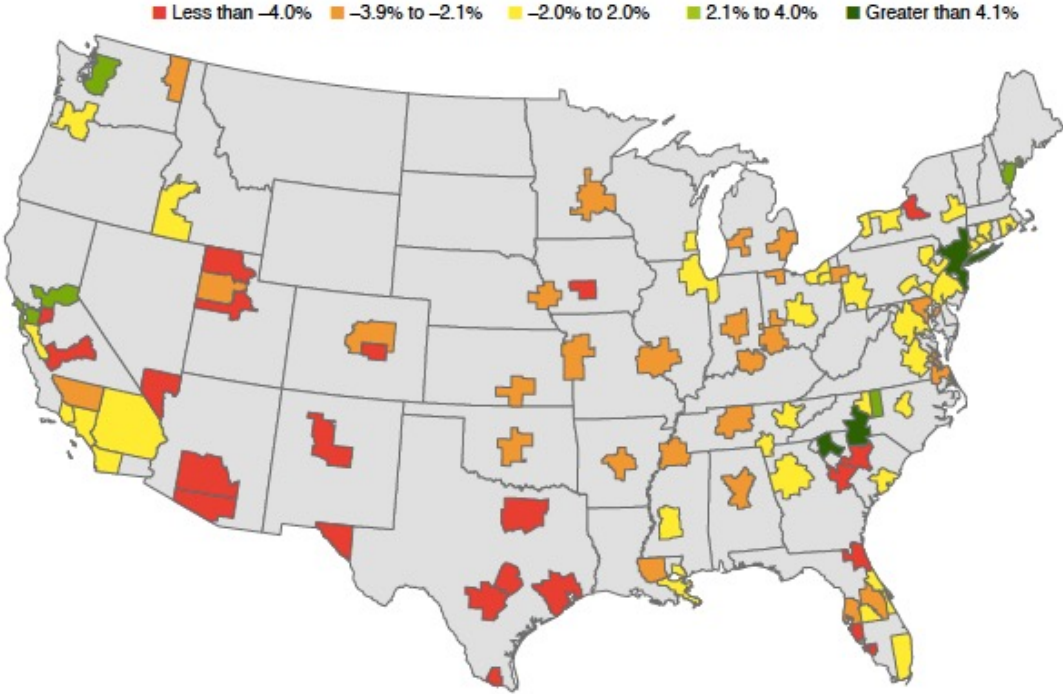 Less than –4.0% –3.9% to –2.1% –2.0% to 2.0% 2.1% to 4.0% Greater than 4.1%